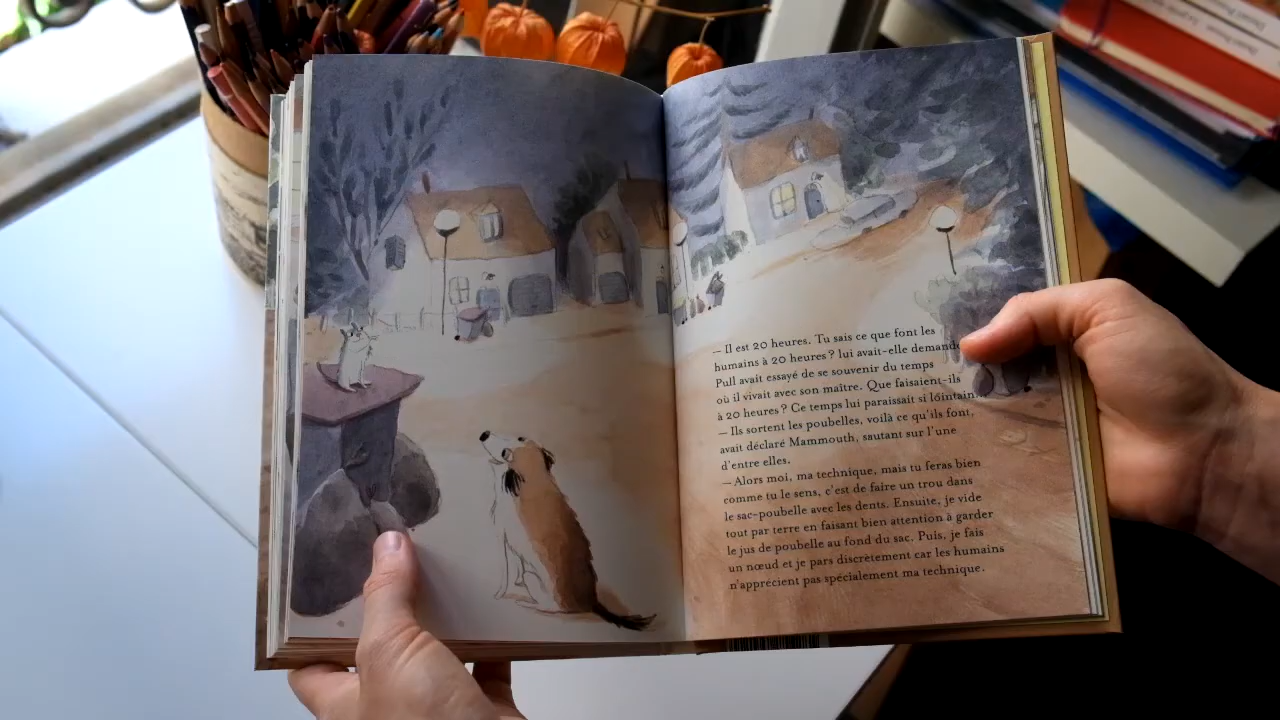 — Il est 20 heures. Tu sais ce que font les
humains à 20 heures ? lui avait-elle demandé
Pull avait essayé de se souvenir du temps
où il vivait avec son maître. Que faisaient-ils
à 20 heures ? Ce temps lui paraissait si lointain
— Ils sortent les poubelles, voilà ce qu'ils font,
avait déclaré Mammouth, sautant sur l'une
d'entre elles.
— Alors moi, ma technique, mais tu feras bien
comme tu le sens, c'est de faire un trou dans
le sac-poubelle avec les dents. Ensuite, je vide
tout par terre en faisant bien attention à garder
le jus de poubelle au fond du sac. Puis, je fais
un nœud et je pars discrètement car les humains
n'apprécient pas spécialement ma technique.